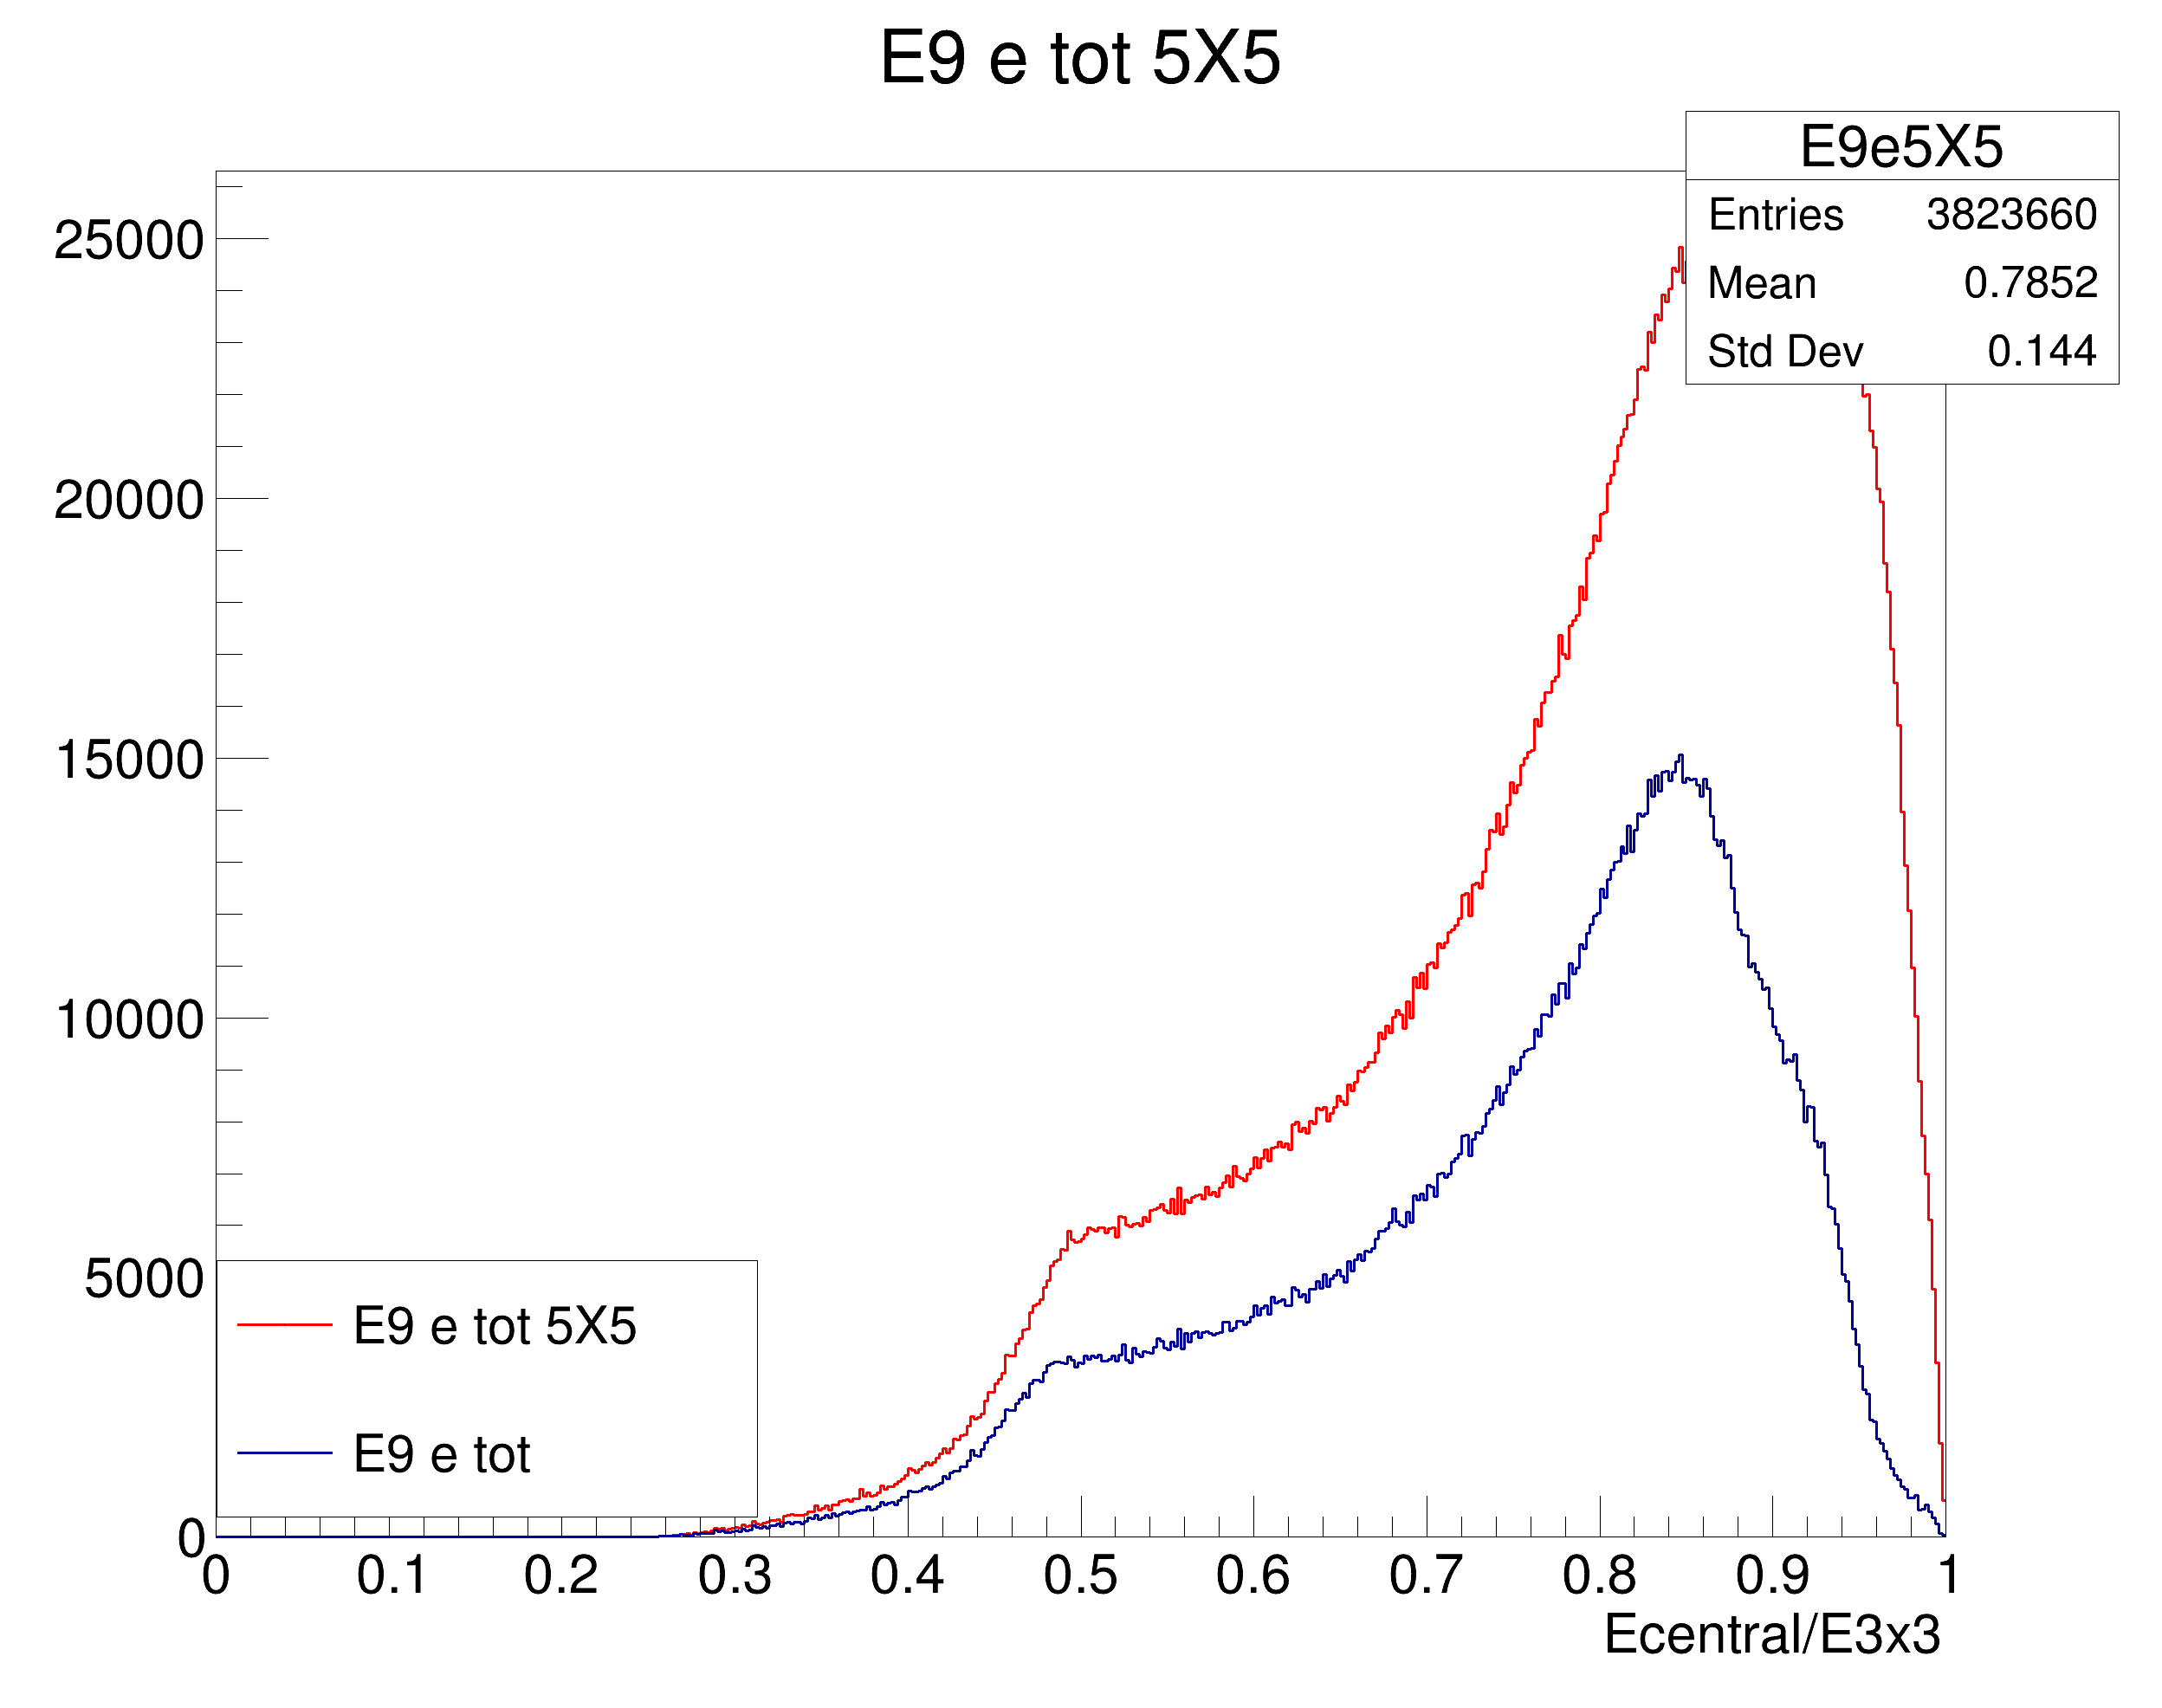 E9 e tot 5X5
E9e5X5
Entries 3823660
Mean 0.7852
Std Dev 0.144
25000
20000
15000
10000
5000
0
E9 e tot 5X5
E9 e tot
0 0.1 0.2 0.3 0.4 0.5 0.6 0.7 0.8 0.9 1
Ecentral/E3x3